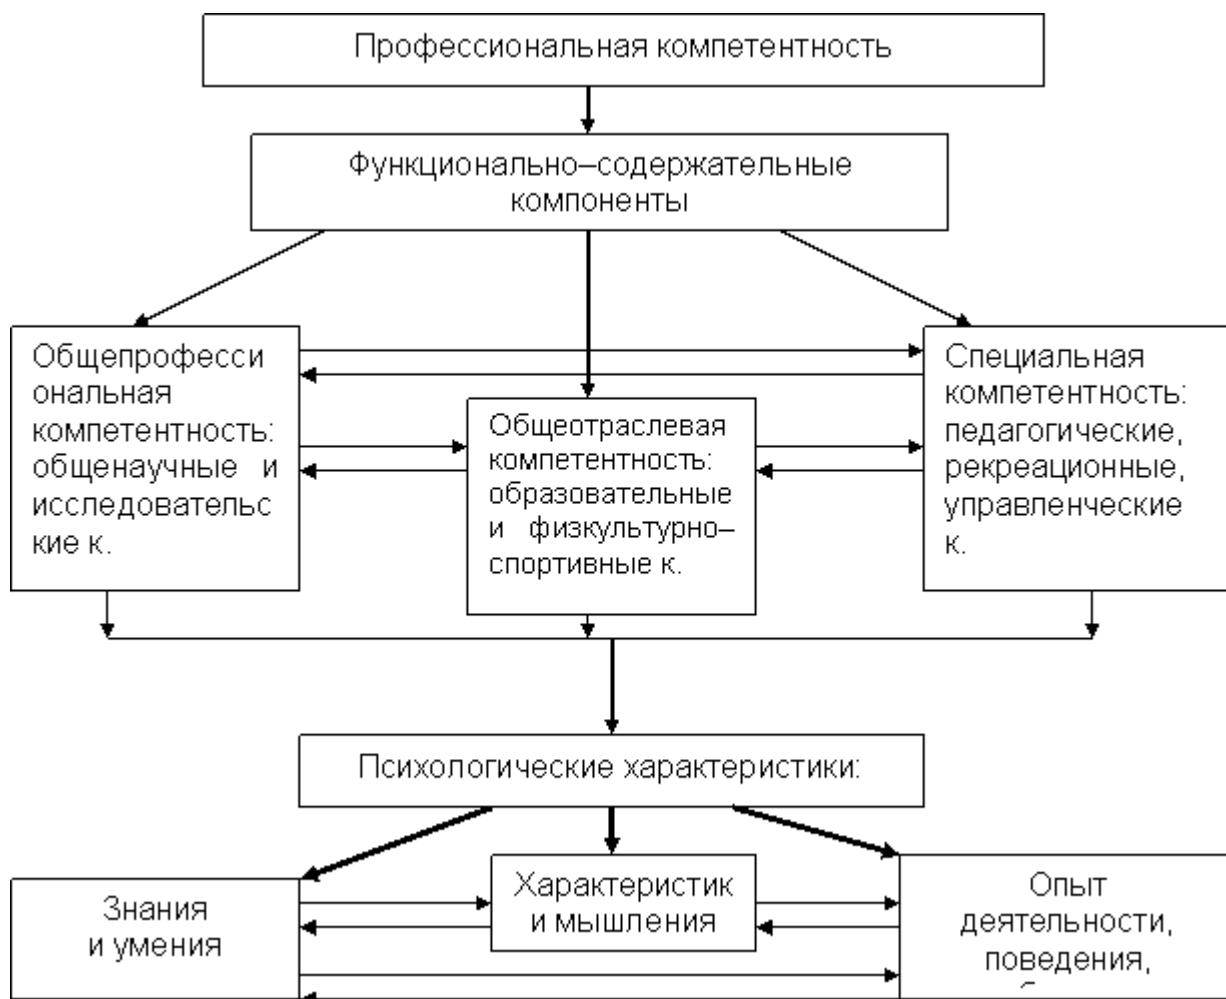 Профессиональная компетентность
Функционально–содержательные
компоненты
Общепрофесси
ональная
компетентность:
общенаучные и
исследовательс
кие к.
Общеотраслевая
компетентность:
образовательные
и физкультурно–
спортивные к.
Специальная
компетентность:
педагогические,
рекреационные,
управленческие
к.
Психологические характеристики:
Знания
и умения
Характеристик
и мышления
Опыт
деятельности,
поведения,